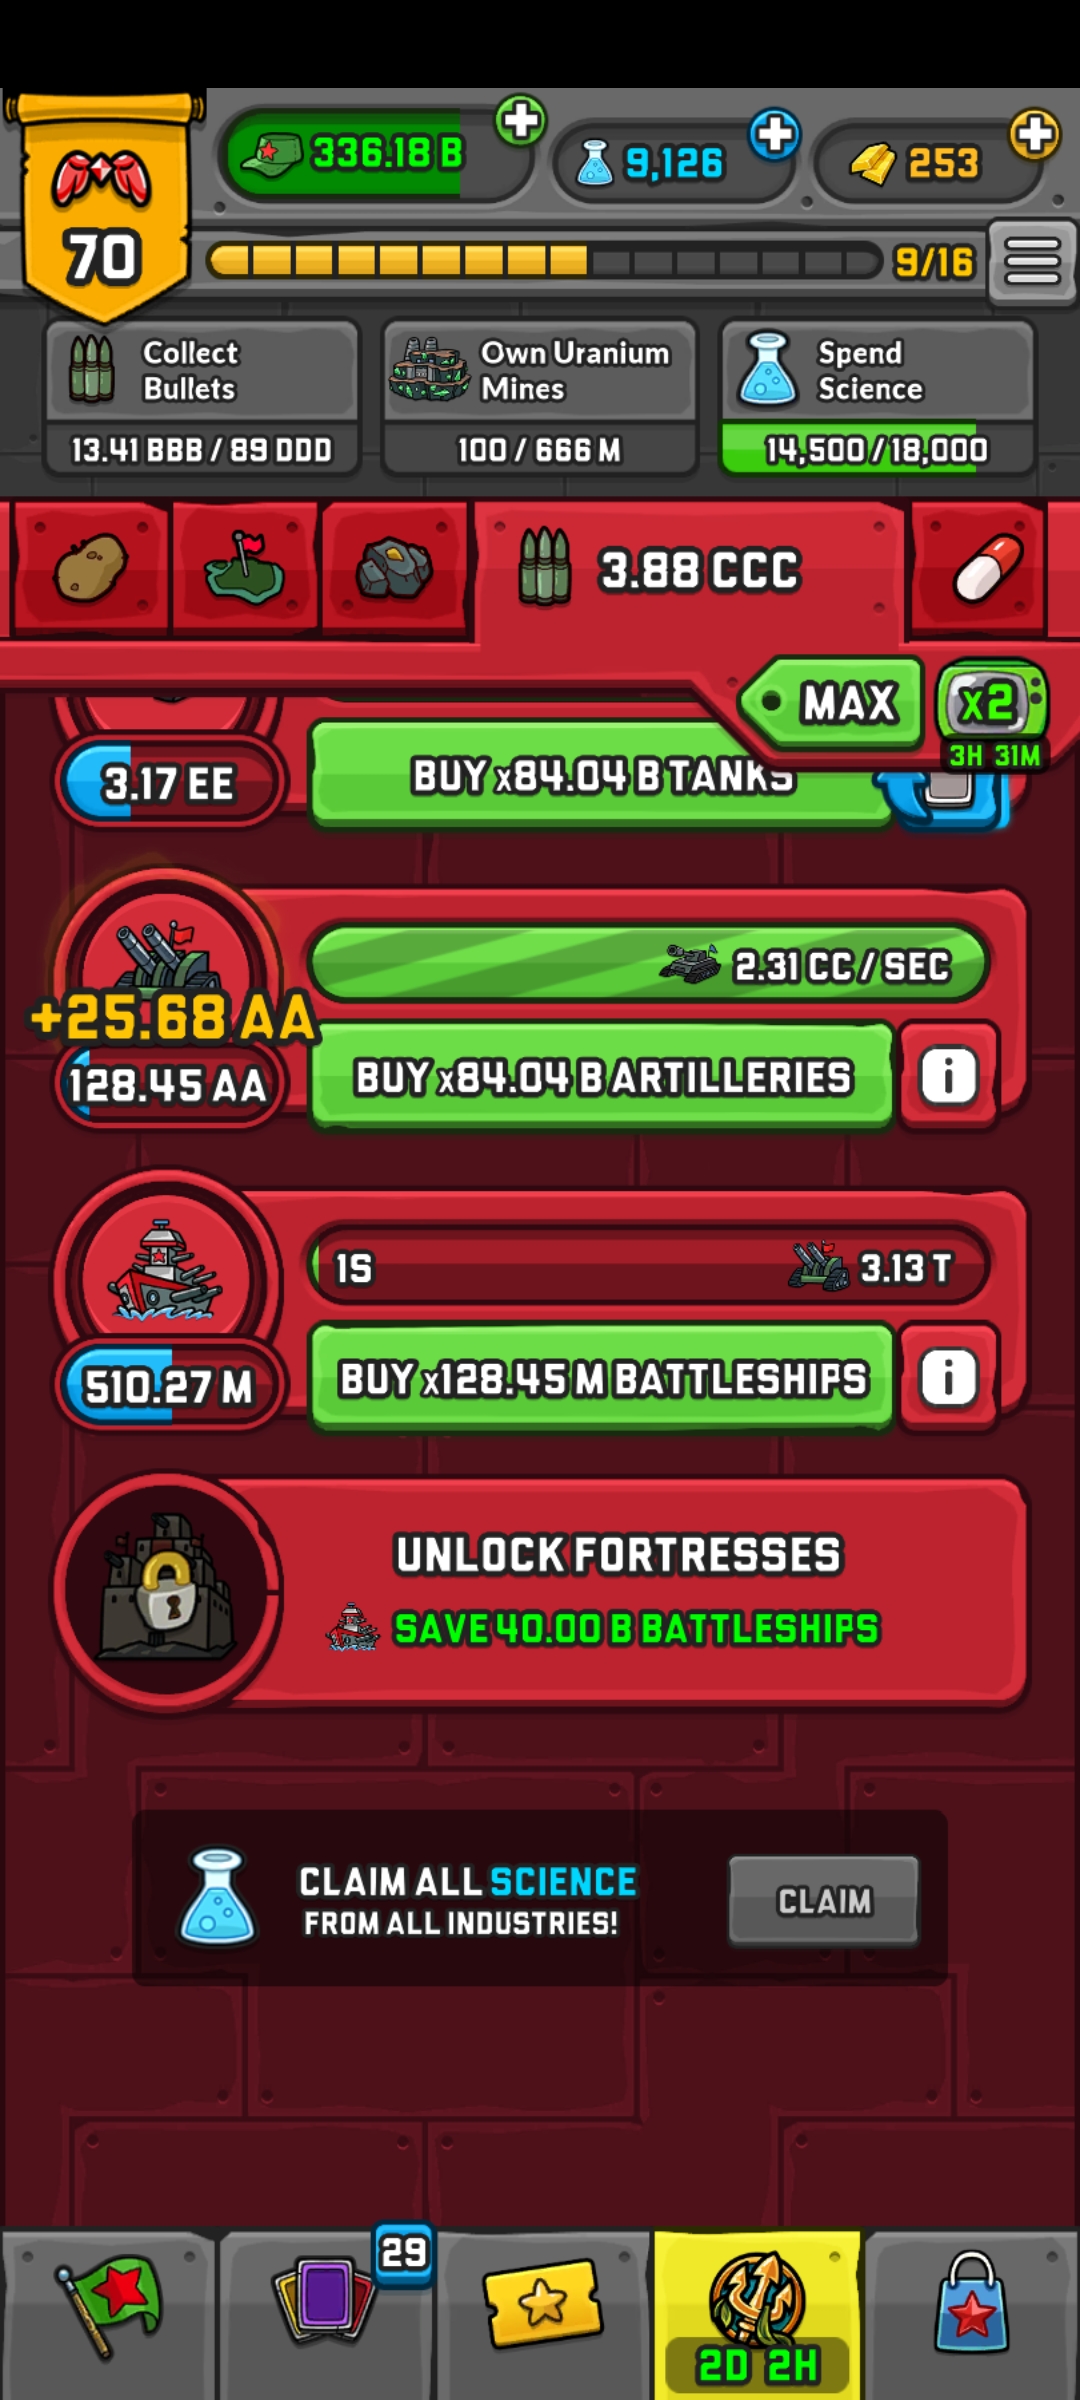 336.18 B
9,126
253
70
9/16
Collect
Bullets
13.41 BBB / 89 DDD
Own Uranium
Mines
100 / 666 M
Spend
Science
14,500/18,000
3.88 CCC
MAX
x2
3H 31M
3.17 EE
BUY x84.04 B TANKS
2.31 CC / SEC
+25.68 AA
128.45 AA
BUY x84.04 B ARTILLERIES
i
1S
3.13 T
510.27 M
BUY x128.45 M BATTLESHIPS
i
UNLOCK FORTRESSES
SAVE 40.00 B BATTLESHIPS
CLAIM ALL SCIENCE
FROM ALL INDUSTRIES!
CLAIM
29
2D 2H